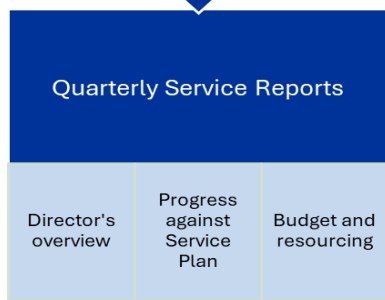 Quarterly Service Reports
Director's
overview
Progress
against
Service
Plan
Budget and
resourcing